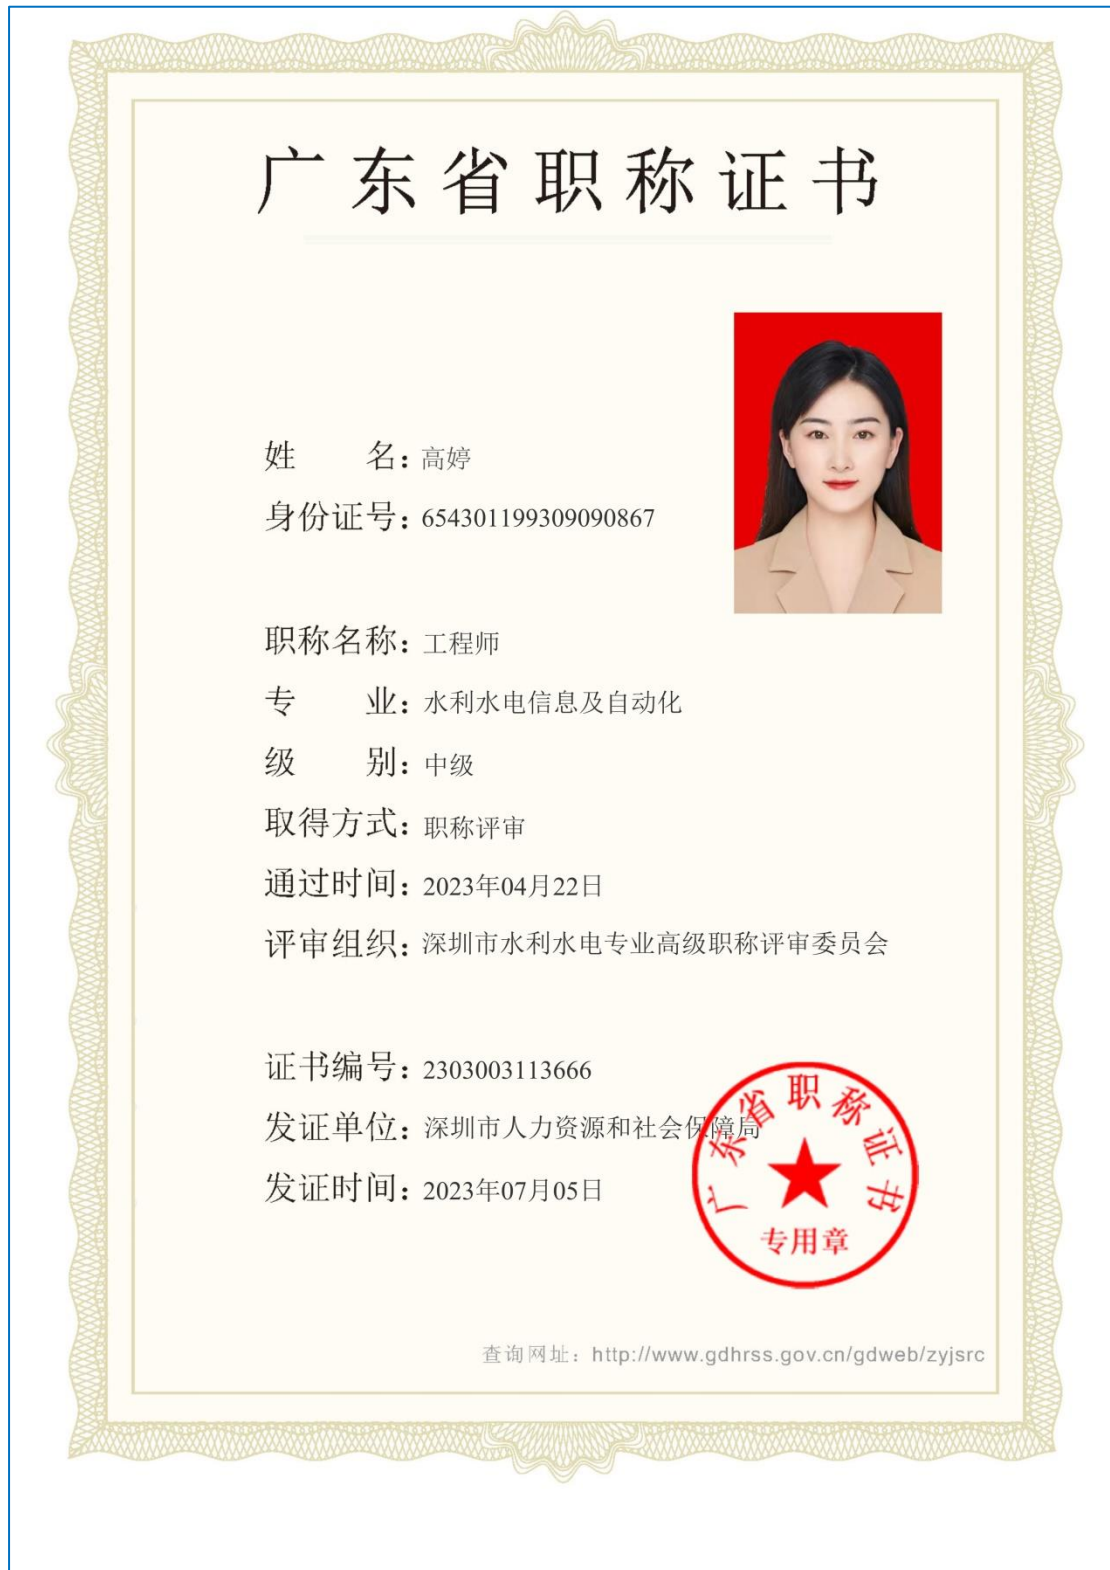 广东省职称证书
姓 名：高婷
身份证号：654301199309090867
职称名称：工程师
专 业：水利水电信息及自动化
级 别：中级
取得方式：职称评审
通过时间：2023年04月22日
评审组织：深圳市水利水电专业高级职称评审委员会
证书编号：2303003113666
发证单位：深圳市人力资源和社会保障局
发证时间：2023年07月05日
广东省职称证书
专用章
查询网址：http://www.gdhrss.gov.cn/gdweb/zyjsrc